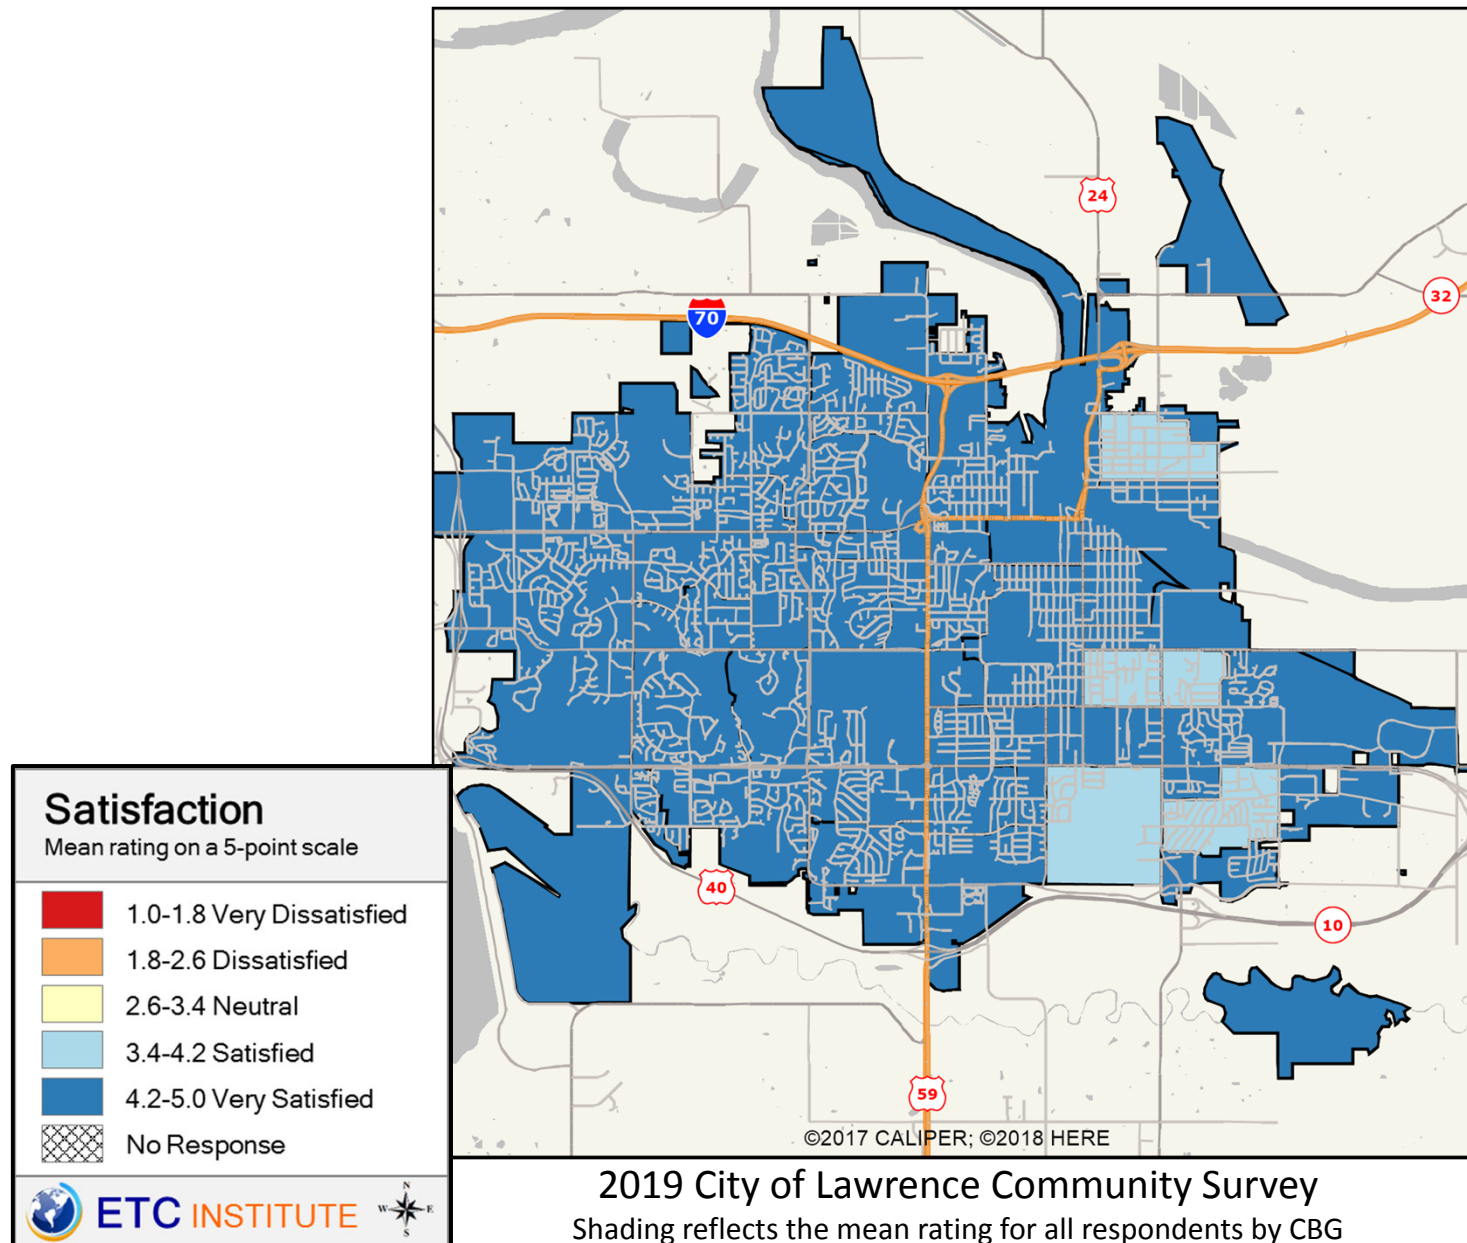 24
32
70
40
10
59
©2017 CALIPER; ©2018 HERE
Satisfaction
Mean rating on a 5-point scale
1.0-1.8 Very Dissatisfied
1.8-2.6 Dissatisfied
2.6-3.4 Neutral
3.4-4.2 Satisfied
4.2-5.0 Very Satisfied
No Response
ETC INSTITUTE
N
W E
S
2019 City of Lawrence Community Survey
Shading reflects the mean rating for all respondents by CBG